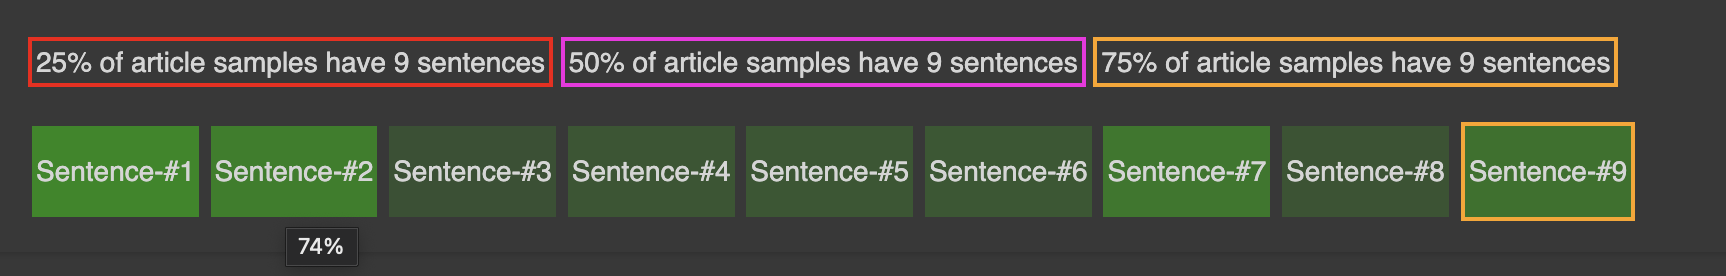 25% of article samples have 9 sentences 50% of article samples have 9 sentences 75% of article samples have 9 sentences
Sentence-#1 Sentence-#2 Sentence-#3 Sentence-#4 Sentence-#5 Sentence-#6 Sentence-#7 Sentence-#8 Sentence-#9
74%